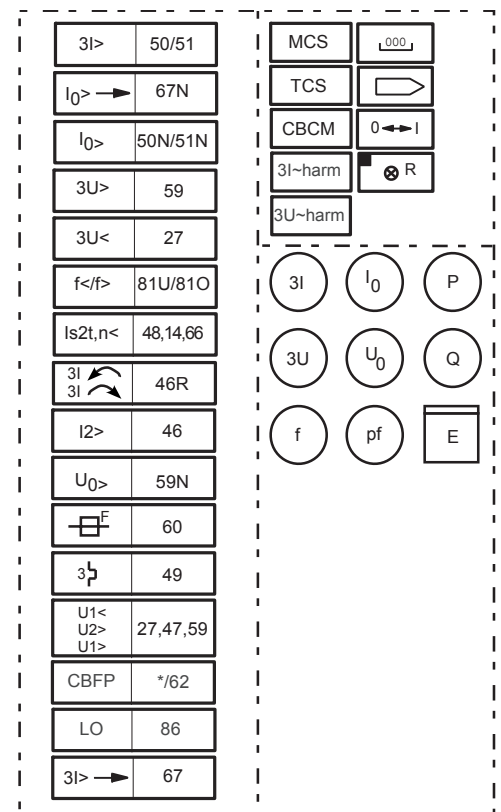 3I> 50/51
I0> 67N
I0> 50N/51N
3U> 59
3U< 27
f</f> 81U/81O
Is2t,n< 48,14,66
3I
3I
46R
I2> 46
U0> 59N
F 60
3 49
U1<
U2>
U1>
27,47,59
CBFP */62
LO 86
3I> 67
MCS 000
TCS
CBCM 0 I
3I~harm R
3U~harm
3I I0 P
3U U0 Q
f pf E